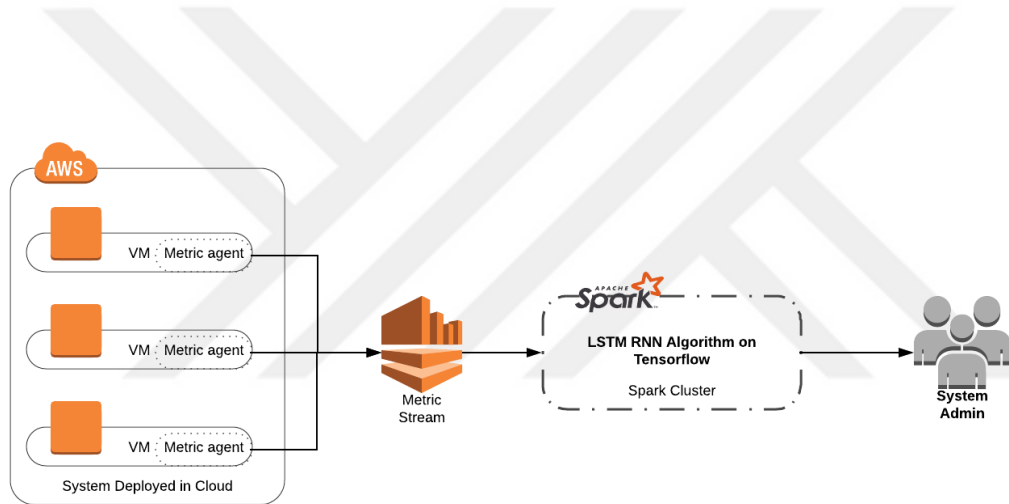 AWS
VM Metric agent
VM Metric agent
VM Metric agent
System Deployed in Cloud
Metric
Stream
APACHE
Spark
LSTM RNN Algorithm on
Tensorflow
Spark Cluster
System
Admin